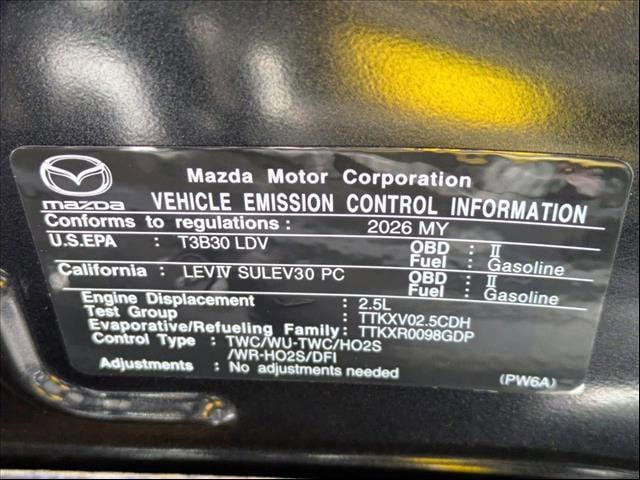 Mazda Motor Corporation
mazda VEHICLE EMISSION CONTROL INFORMATION
Conforms to regulations : 2026 MY
U.S.EPA : T3B30 LDV OBD : II
Fuel : Gasoline
California : LEVIV SULEV30 PC OBD : II
Fuel : Gasoline
Engine Displacement : 2.5L
Test Group : TTKXV02.5CDH
Evaporative/Refueling Family: TTKXR0098GDP
Control Type : TWC/WU-TWC/HO2S
/WR-HO2S/DFI
Adjustments : No adjustments needed
(PW6A)